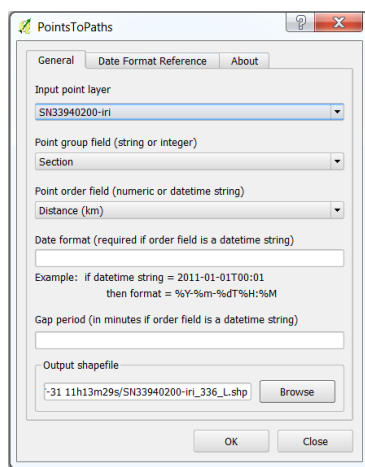 PointsToPaths
General Date Format Reference About
Input point layer
SN33940200-iri
Point group field (string or integer)
Section
Point order field (numeric or datetime string)
Distance (km)
Date format (required if order field is a datetime string)
Example: if datetime string = 2011-01-01T00:01
then format = %Y-%m-%dT%H:%M
Gap period (in minutes if order field is a datetime string)
Output shapefile
-31 11h13m29s/SN33940200-iri_336_L.shp Browse
OK Close